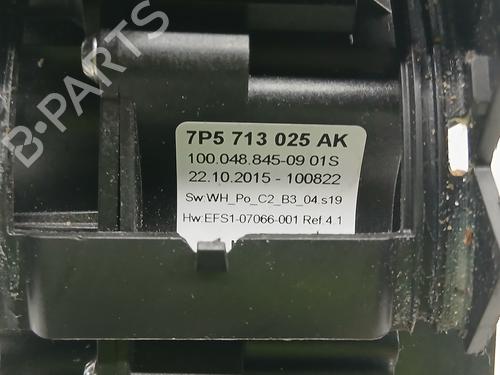 7P5 713 025 AK
100.048.845-09 01S
22.10.2015 - 100822
Sw:WH_Po_C2_B3_04.s19
Hw:EFS1-07066-001 Ref.4.1
B-PARTS